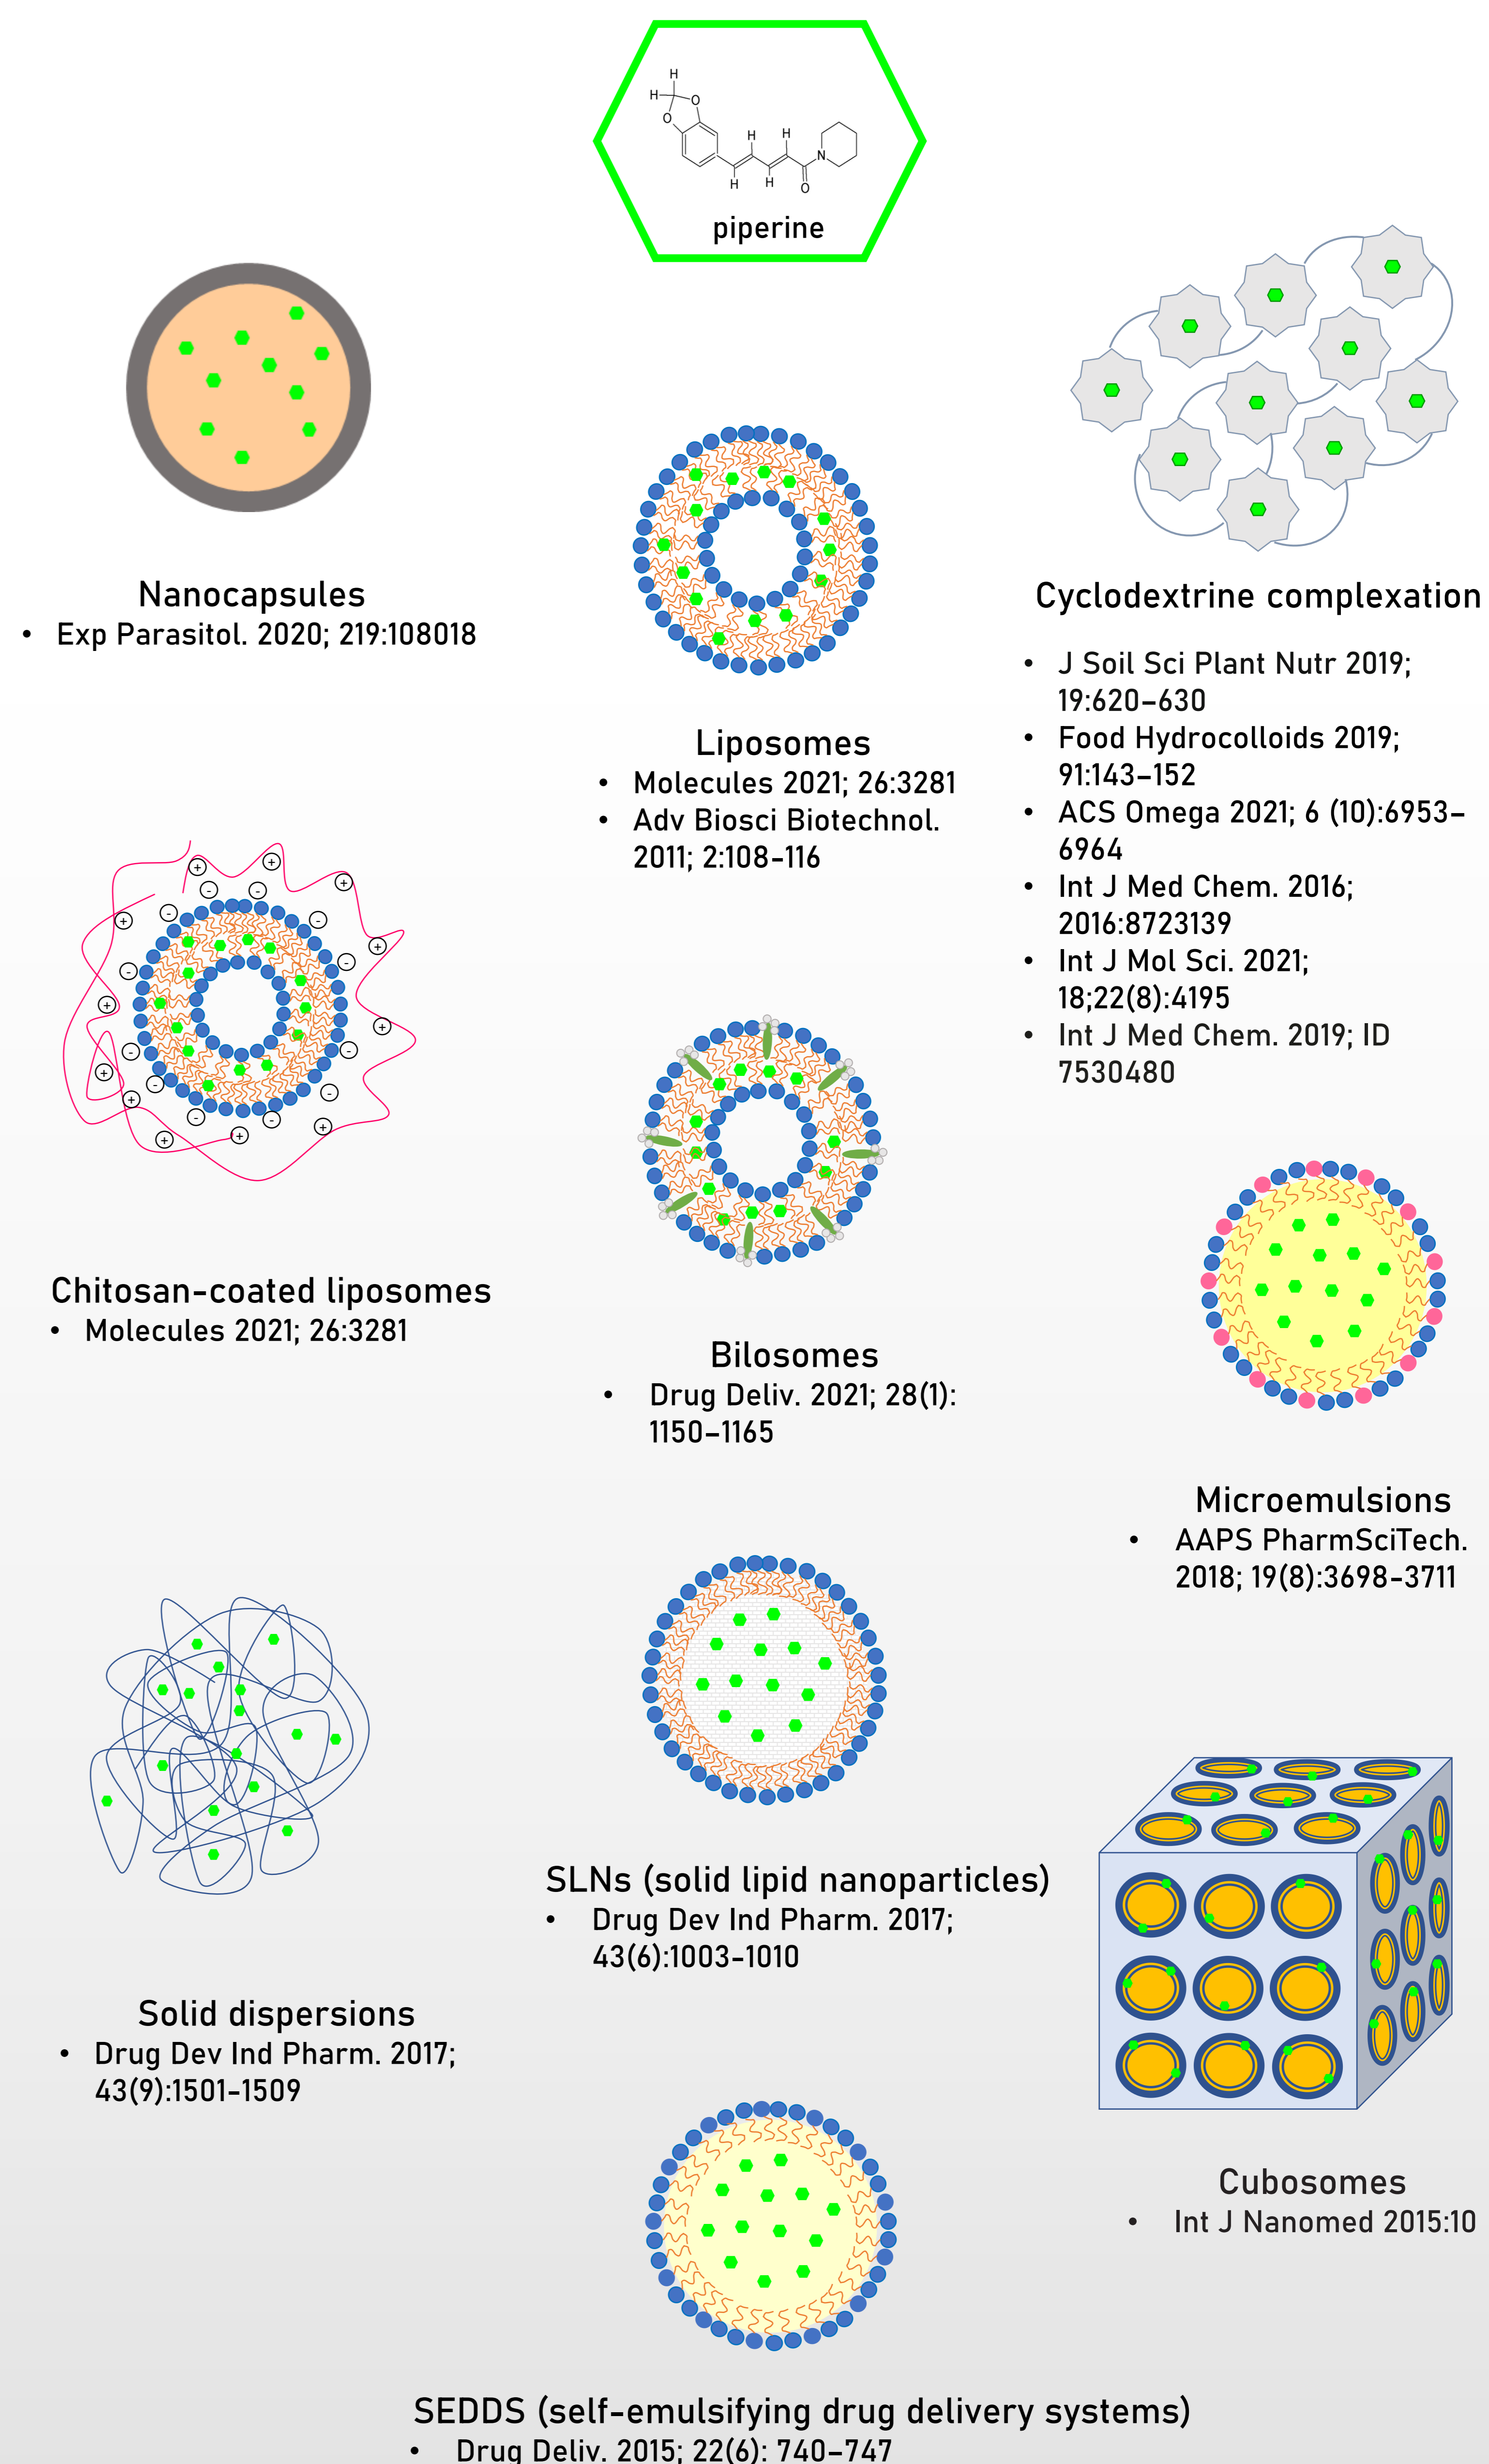 H
H
O
O
H
H
H
H
N
O
piperine
Nanocapsules
• Exp Parasitol. 2020; 219:108018
Liposomes
• Molecules 2021; 26:3281
• Adv Biosci Biotechnol.
2011; 2:108-116
Cyclodextrine complexation
• J Soil Sci Plant Nutr 2019;
19:620–630
• Food Hydrocolloids 2019;
91:143–152
• ACS Omega 2021; 6 (10):6953–
6964
• Int J Med Chem. 2016;
2016:8723139
• Int J Mol Sci. 2021;
18;22(8):4195
• Int J Med Chem. 2019; ID
7530480
Chitosan-coated liposomes
• Molecules 2021; 26:3281
Bilosomes
• Drug Deliv. 2021; 28(1):
1150–1165
Microemulsions
• AAPS PharmSciTech.
2018; 19(8):3698-3711
Solid dispersions
• Drug Dev Ind Pharm. 2017;
43(9):1501-1509
SLNs (solid lipid nanoparticles)
• Drug Dev Ind Pharm. 2017;
43(6):1003-1010
Cubosomes
• Int J Nanomed 2015:10
SEDDS (self-emulsifying drug delivery systems)
• Drug Deliv. 2015; 22(6): 740–747